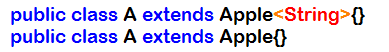 public class A extends Apple<String>{}
public class A extends Apple{}